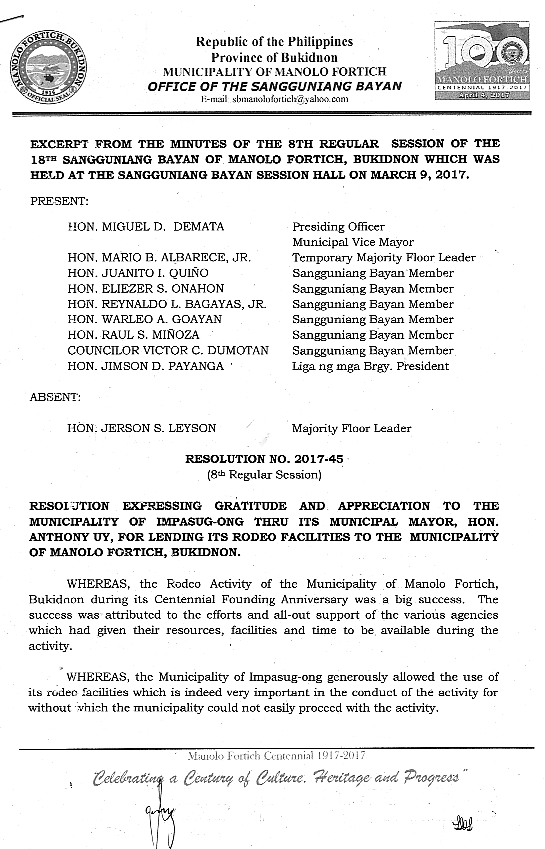 MANOLO FORTICH, BUKIDNON
1914
OFFICIAL SEAL
Republic of the Philippines
Province of Bukidnon
MUNICIPALITY OF MANOLO FORTICH
OFFICE OF THE SANGGUNIANG BAYAN
E-mail: sbmanolofortich@yahoo.com
100
MANOLO FORTICH
CENTENNIAL 1917-2017
April 4, 2017
EXCERPT FROM THE MINUTES OF THE 8TH REGULAR SESSION OF THE
18TH SANGGUNIANG BAYAN OF MANOLO FORTICH, BUKIDNON WHICH WAS
HELD AT THE SANGGUNIANG BAYAN SESSION HALL ON MARCH 9, 2017.
PRESENT:
HON. MIGUEL D. DEMATA Presiding Officer
Municipal Vice Mayor
HON. MARIO B. ALBARECE, JR. Temporary Majority Floor Leader
HON. JUANITO I. QUIÑO Sangguniang Bayan Member
HON. ELIEZER S. ONAHON Sangguniang Bayan Member
HON. REYNALDO L. BAGAYAS, JR. Sangguniang Bayan Member
HON. WARLEO A. GOAYAN Sangguniang Bayan Member
HON. RAUL S. MIÑOZA Sangguniang Bayan Member
COUNCILOR VICTOR C. DUMOTAN Sangguniang Bayan Member
HON. JIMSON D. PAYANGA Liga ng mga Brgy. President
ABSENT:
HON. JERSON S. LEYSON Majority Floor Leader
RESOLUTION NO. 2017-45
(8th Regular Session)
RESOLUTION EXPRESSING GRATITUDE AND APPRECIATION TO THE
MUNICIPALITY OF IMPASUG-ONG THRU ITS MUNICIPAL MAYOR, HON.
ANTHONY UY, FOR LENDING ITS RODEO FACILITIES TO THE MUNICIPALITY
OF MANOLO FORTICH, BUKIDNON.
WHEREAS, the Rodeo Activity of the Municipality of Manolo Fortich,
Bukidnon during its Centennial Founding Anniversary was a big success. The
success was attributed to the efforts and all-out support of the various agencies
which had given their resources, facilities and time to be available during the
activity.
WHEREAS, the Municipality of Impasug-ong generously allowed the use of
its rodeo facilities which is indeed very important in the conduct of the activity for
without which the municipality could not easily proceed with the activity.
Manolo Fortich Centennial 1917-2017
"Celebrating a Century of Culture, Heritage and Progress"